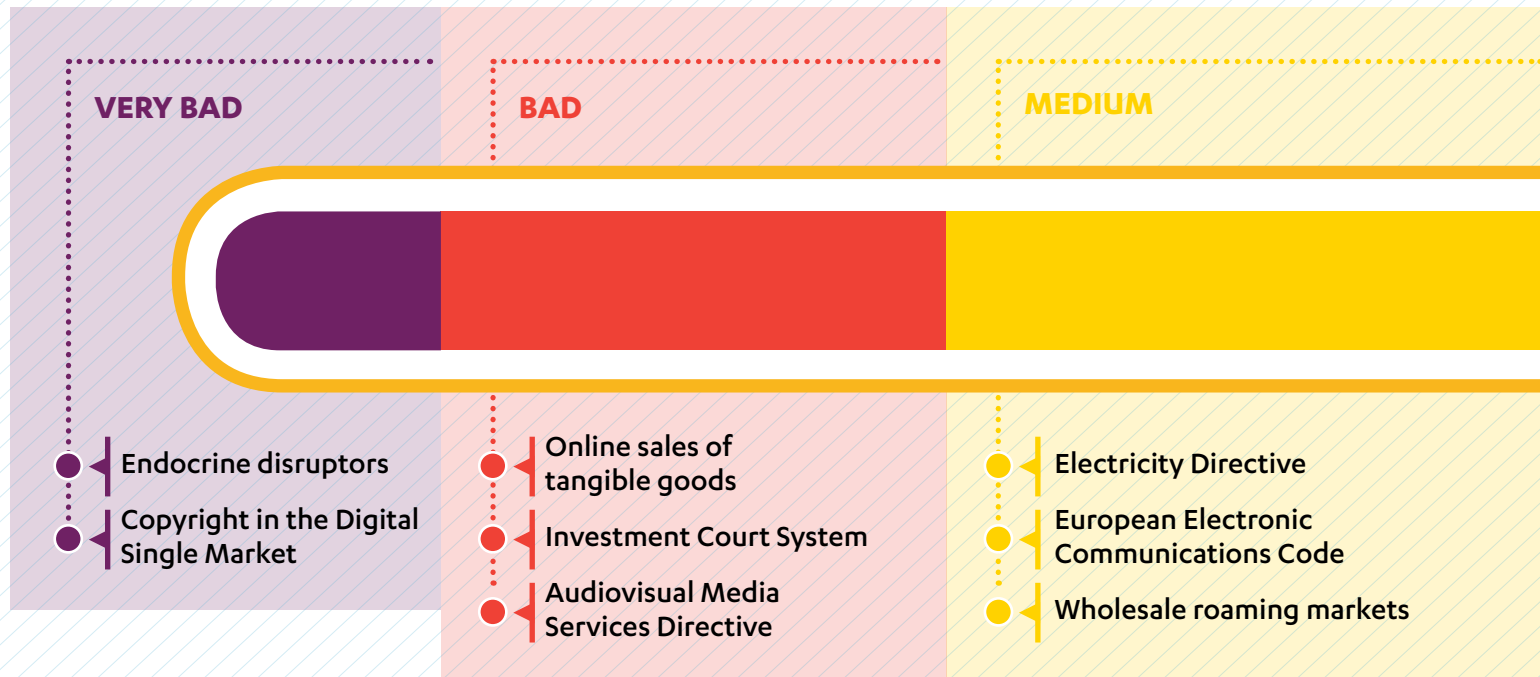 VERY BAD
Endocrine disruptors
Copyright in the Digital
Single Market
BAD
Online sales of
tangible goods
Investment Court System
Audiovisual Media
Services Directive
MEDIUM
Electricity Directive
European Electronic
Communications Code
Wholesale roaming markets